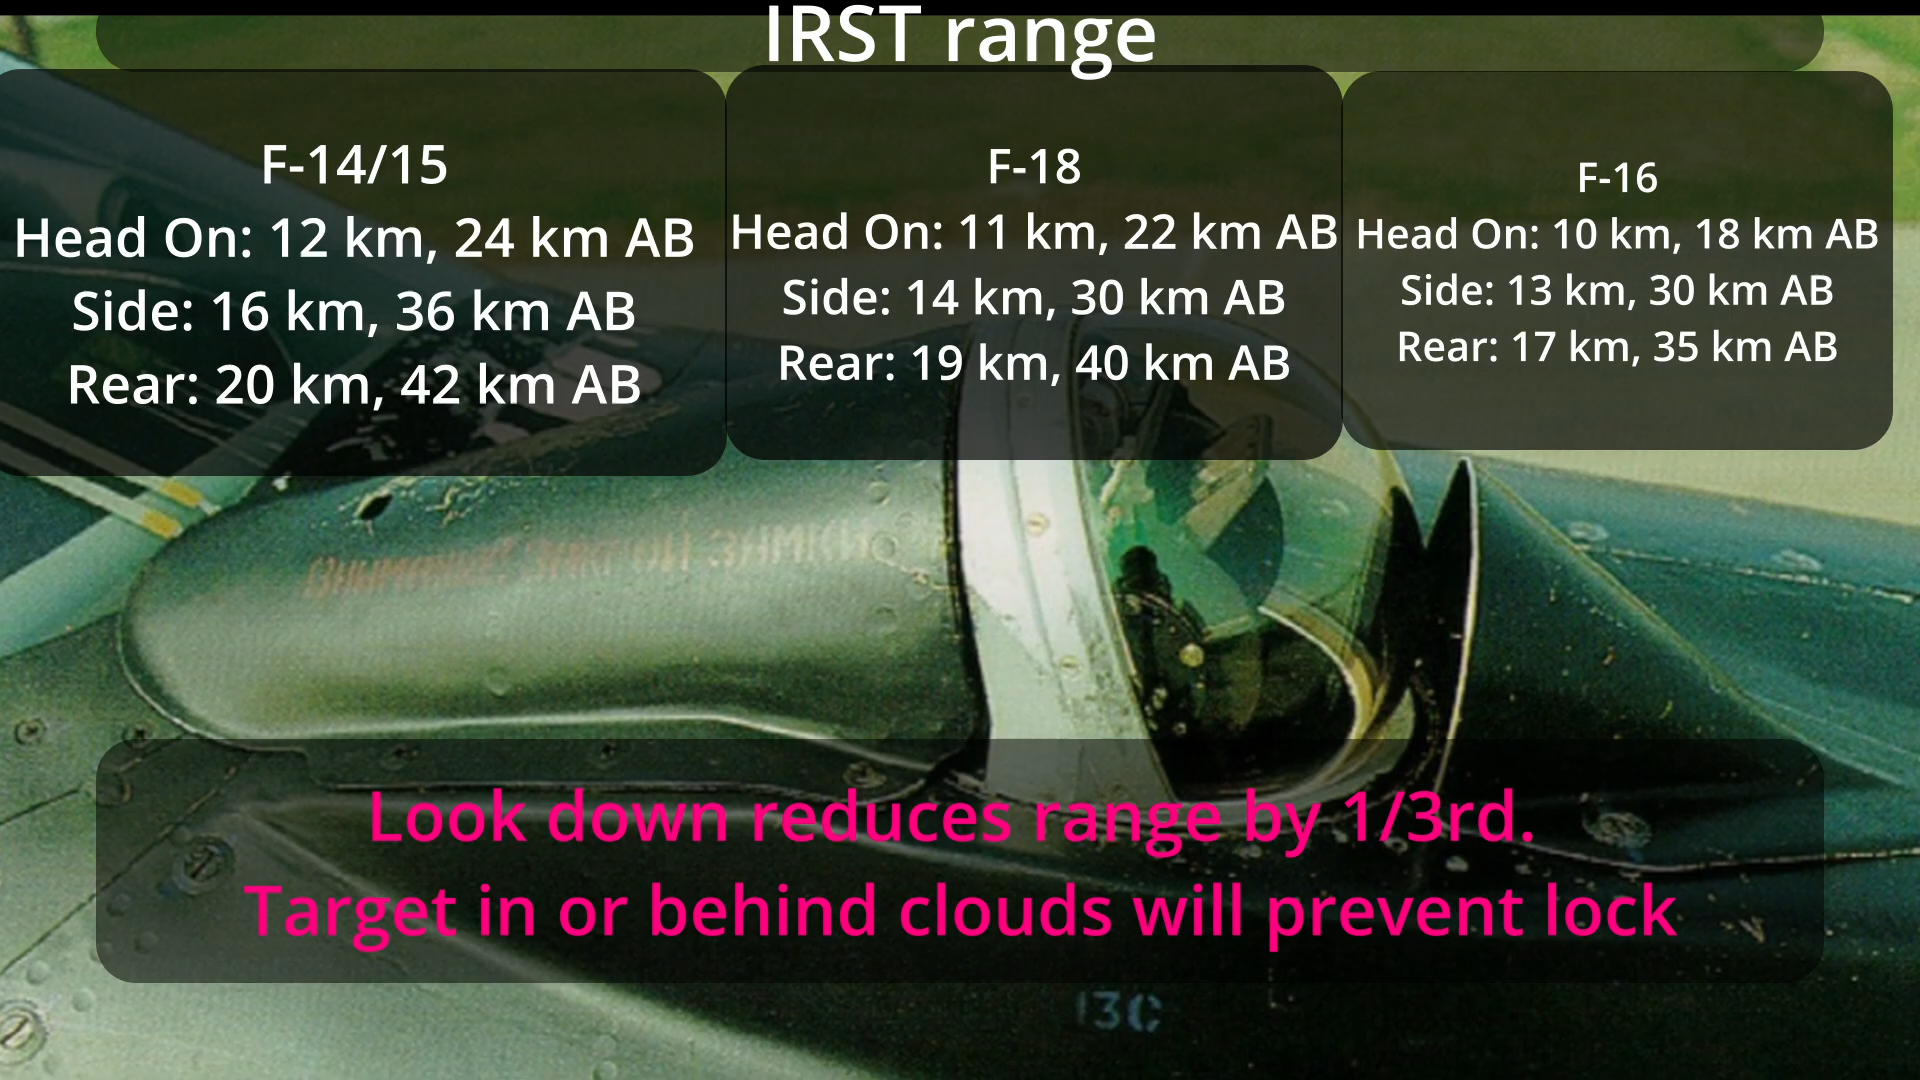 IRST range
F-14/15
Head On: 12 km, 24 km AB
Side: 16 km, 36 km AB
Rear: 20 km, 42 km AB
F-18
Head On: 11 km, 22 km AB
Side: 14 km, 30 km AB
Rear: 19 km, 40 km AB
F-16
Head On: 10 km, 18 km AB
Side: 13 km, 30 km AB
Rear: 17 km, 35 km AB
Look down reduces range by 1/3rd.
Target in or behind clouds will prevent lock